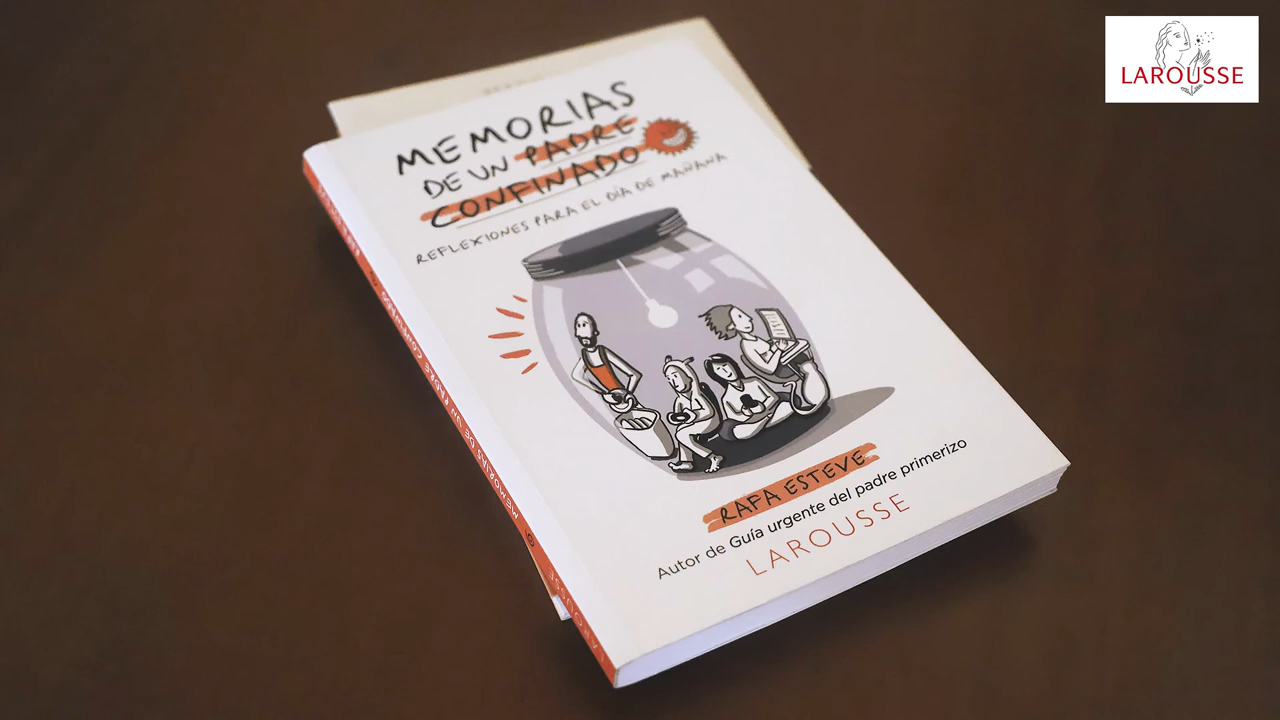 MEMORIAS
DE UN PADRE
CONFINADO
REFLEXIONES PARA EL DÍA DE MAÑANA
RAFA ESTEVE
Autor de Guía urgente del padre primerizo
LAROUSSE
MEMORIAS DE UN PADRE CONFINADO
LAROUSSE
LAROUSSE